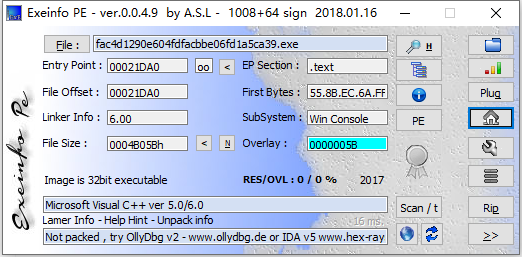 Exeinfo PE - ver.0.0.4.9 by A.S.L - 1008+64 sign 2018.01.16
File : fac4d1290e604fdfacbbe06fd1a5ca39.exe H
Entry Point : 00021DA0 oo < EP Section : .text
File Offset : 00021DA0 First Bytes : 55.8B.EC.6A.FF Plug
Linker Info : 6.00 SubSystem : Win Console PE
File Size : 0004B05Bh < N Overlay : 0000005B
Image is 32bit executable RES/OVL : 0 / 0 % 2017
Exeinfo Pe
Microsoft Visual C++ ver 5.0/6.0 Scan / t Rip
Lamer Info - Help Hint - Unpack info 16 ms.
Not packed , try OllyDbg v2 - www.ollydbg.de or IDA v5 www.hex-ray >>